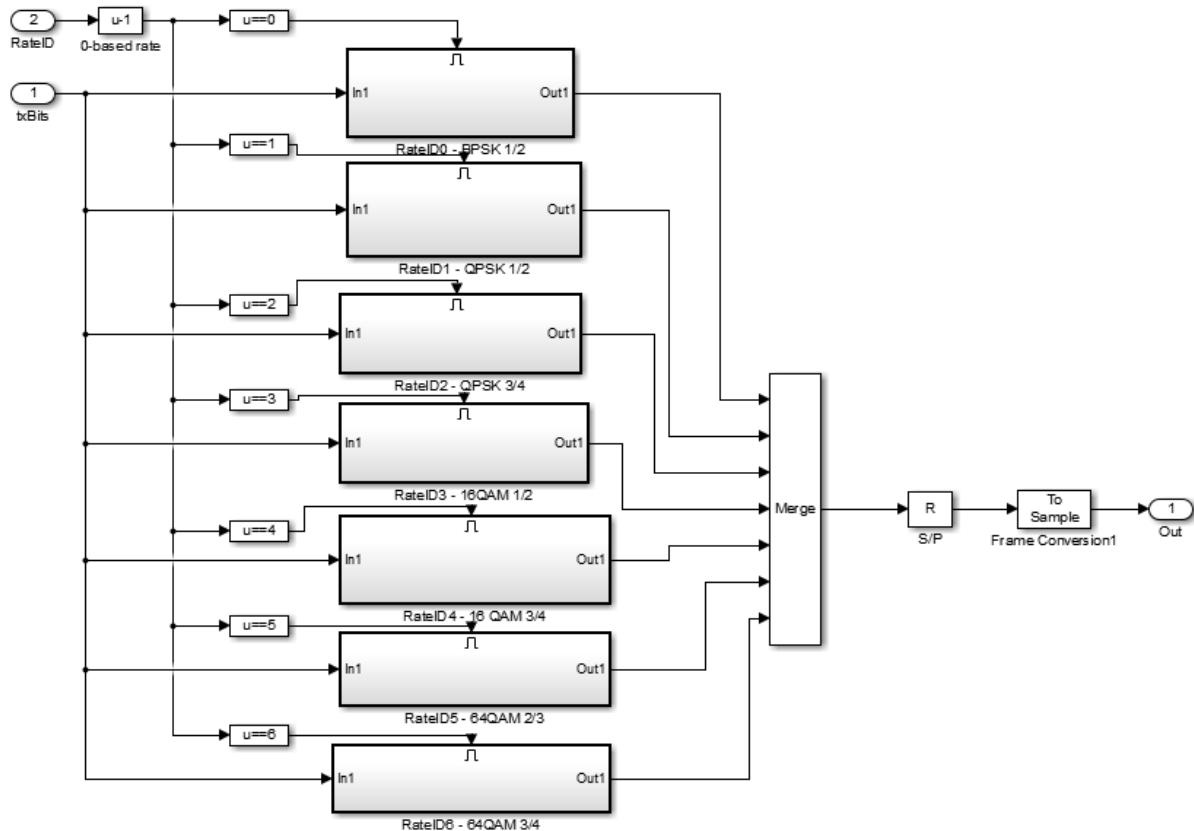 2
RateID
u-1
0-based rate
u==0
1
txBits
In1
Out1
RateID0 - BPSK 1/2
u==1
In1
Out1
RateID1 - QPSK 1/2
u==2
In1
Out1
RateID2 - QPSK 3/4
u==3
In1
Out1
RateID3 - 16QAM 1/2
u==4
In1
Out1
RateID4 - 16 QAM 3/4
u==5
In1
Out1
RateID5 - 64QAM 2/3
u==6
In1
Out1
RateID6 - 64QAM 3/4
Merge
R
S/P
To
Sample
Frame Conversion1
1
Out